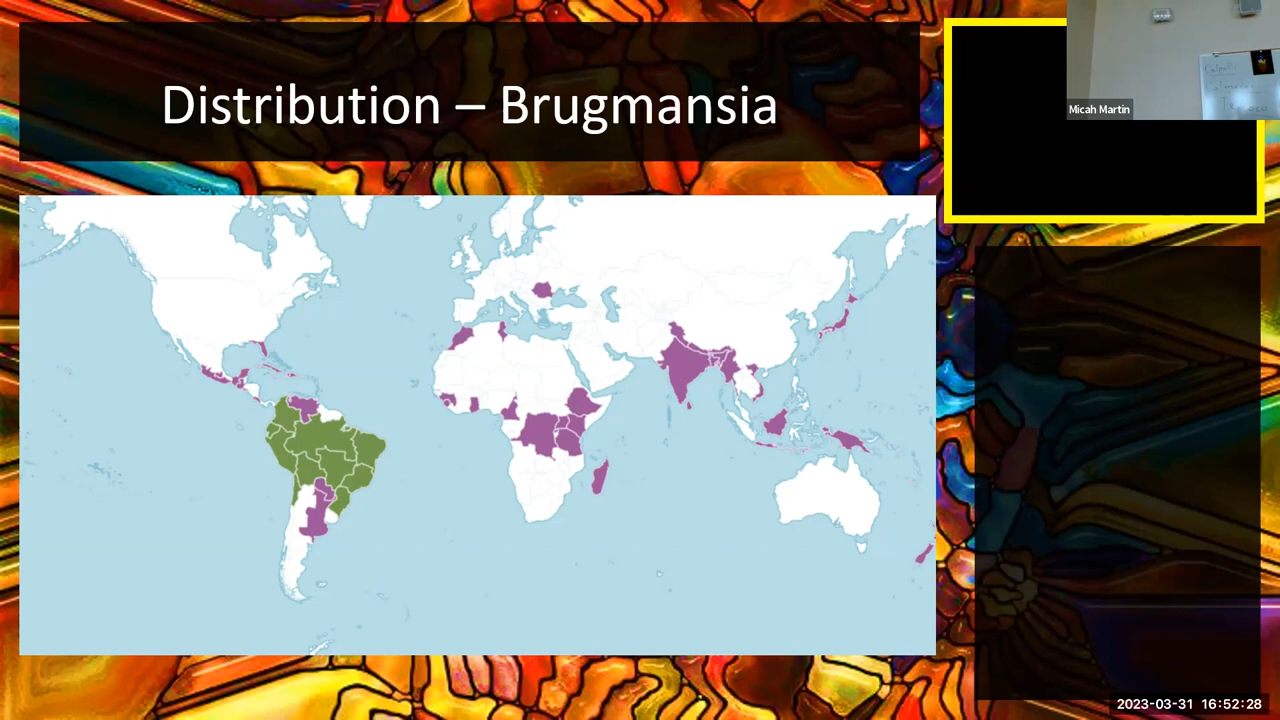 Distribution – Brugmansia
Micah Martin
2023-03-31 16:52:28